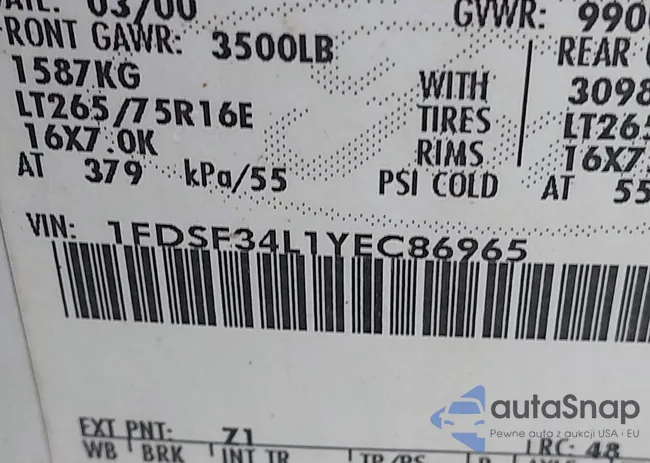 03/00 GVWR: 990
RONT GAWR: 3500LB REAR
1587KG WITH 3098
LT265/75R16E TIRES LT265
16X7.0K RIMS 16X7.
AT 379 kPa/55 PSI COLD AT 55
VIN: 1FDSF34L1YEC86965
EXT PNT: Z1 LRC: 48
WB BRK INT TR TP/PS R
autaSnap
Pewne auta z aukcji USA i EU